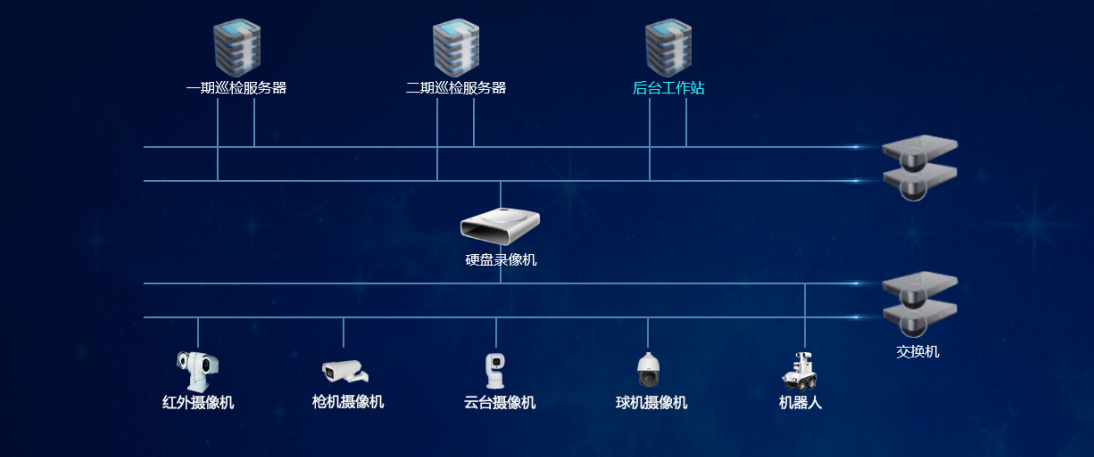 一期巡检服务器
二期巡检服务器
后台工作站
硬盘录像机
交换机
红外摄像机
枪机摄像机
云台摄像机
球机摄像机
机器人